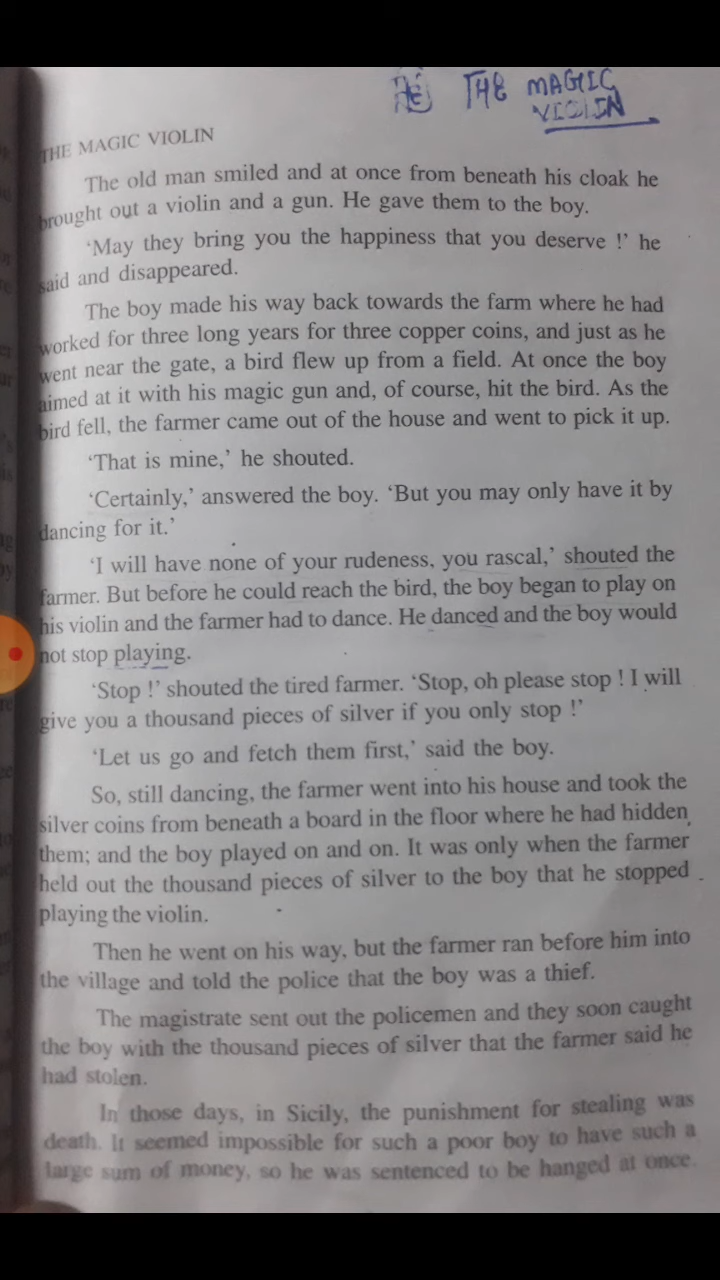 THE MAGIC
VIOLIN
THE MAGIC VIOLIN
The old man smiled and at once from beneath his cloak he
brought out a violin and a gun. He gave them to the boy.
‘May they bring you the happiness that you deserve !’ he
said and disappeared.
The boy made his way back towards the farm where he had
worked for three long years for three copper coins, and just as he
went near the gate, a bird flew up from a field. At once the boy
aimed at it with his magic gun and, of course, hit the bird. As the
bird fell, the farmer came out of the house and went to pick it up.
‘That is mine,’ he shouted.
‘Certainly,’ answered the boy. ‘But you may only have it by
dancing for it.’
‘I will have none of your rudeness, you rascal,’ shouted the
farmer. But before he could reach the bird, the boy began to play on
his violin and the farmer had to dance. He danced and the boy would
not stop playing.
‘Stop !’ shouted the tired farmer. ‘Stop, oh please stop ! I will
give you a thousand pieces of silver if you only stop !’
‘Let us go and fetch them first,’ said the boy.
So, still dancing, the farmer went into his house and took the
silver coins from beneath a board in the floor where he had hidden
them; and the boy played on and on. It was only when the farmer
held out the thousand pieces of silver to the boy that he stopped
playing the violin.
Then he went on his way, but the farmer ran before him into
the village and told the police that the boy was a thief.
The magistrate sent out the policemen and they soon caught
the boy with the thousand pieces of silver that the farmer said he
had stolen.
In those days, in Sicily, the punishment for stealing was
death. It seemed impossible for such a poor boy to have such a
large sum of money, so he was sentenced to be hanged at once